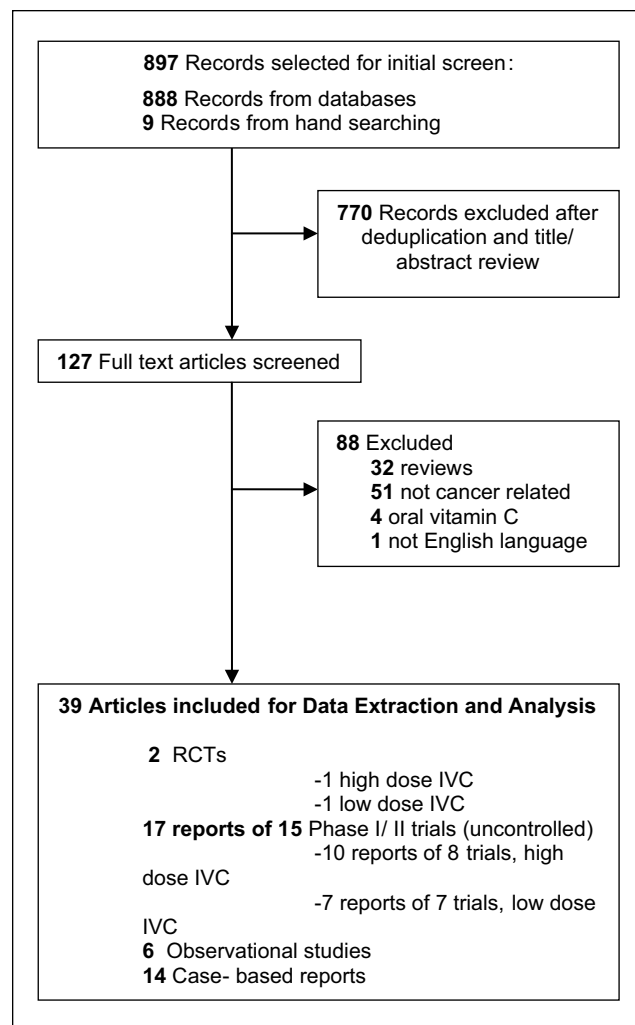 897 Records selected for initial screen:
888 Records from databases
9 Records from hand searching
770 Records excluded after
deduplication and title/
abstract review
127 Full text articles screened
88 Excluded
32 reviews
51 not cancer related
4 oral vitamin C
1 not English language
39 Articles included for Data Extraction and Analysis
2 RCTs
-1 high dose IVC
-1 low dose IVC
17 reports of 15 Phase I/ II trials (uncontrolled)
-10 reports of 8 trials, high
dose IVC
-7 reports of 7 trials, low dose
IVC
6 Observational studies
14 Case- based reports